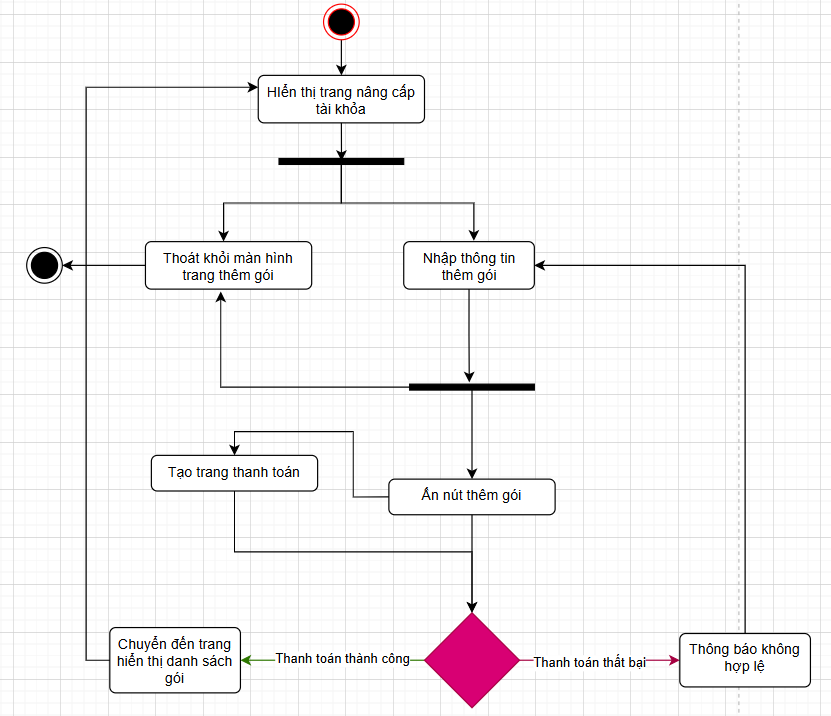 HIển thị trang nâng cấp
tài khỏa
Thoát khỏi màn hình
trang thêm gói
Nhập thông tin
thêm gói
Tạo trang thanh toán
Ấn nút thêm gói
Chuyển đến trang
hiển thị danh sách
gói
Thanh toán thành công
Thanh toán thất bại
Thông báo không
hợp lệ